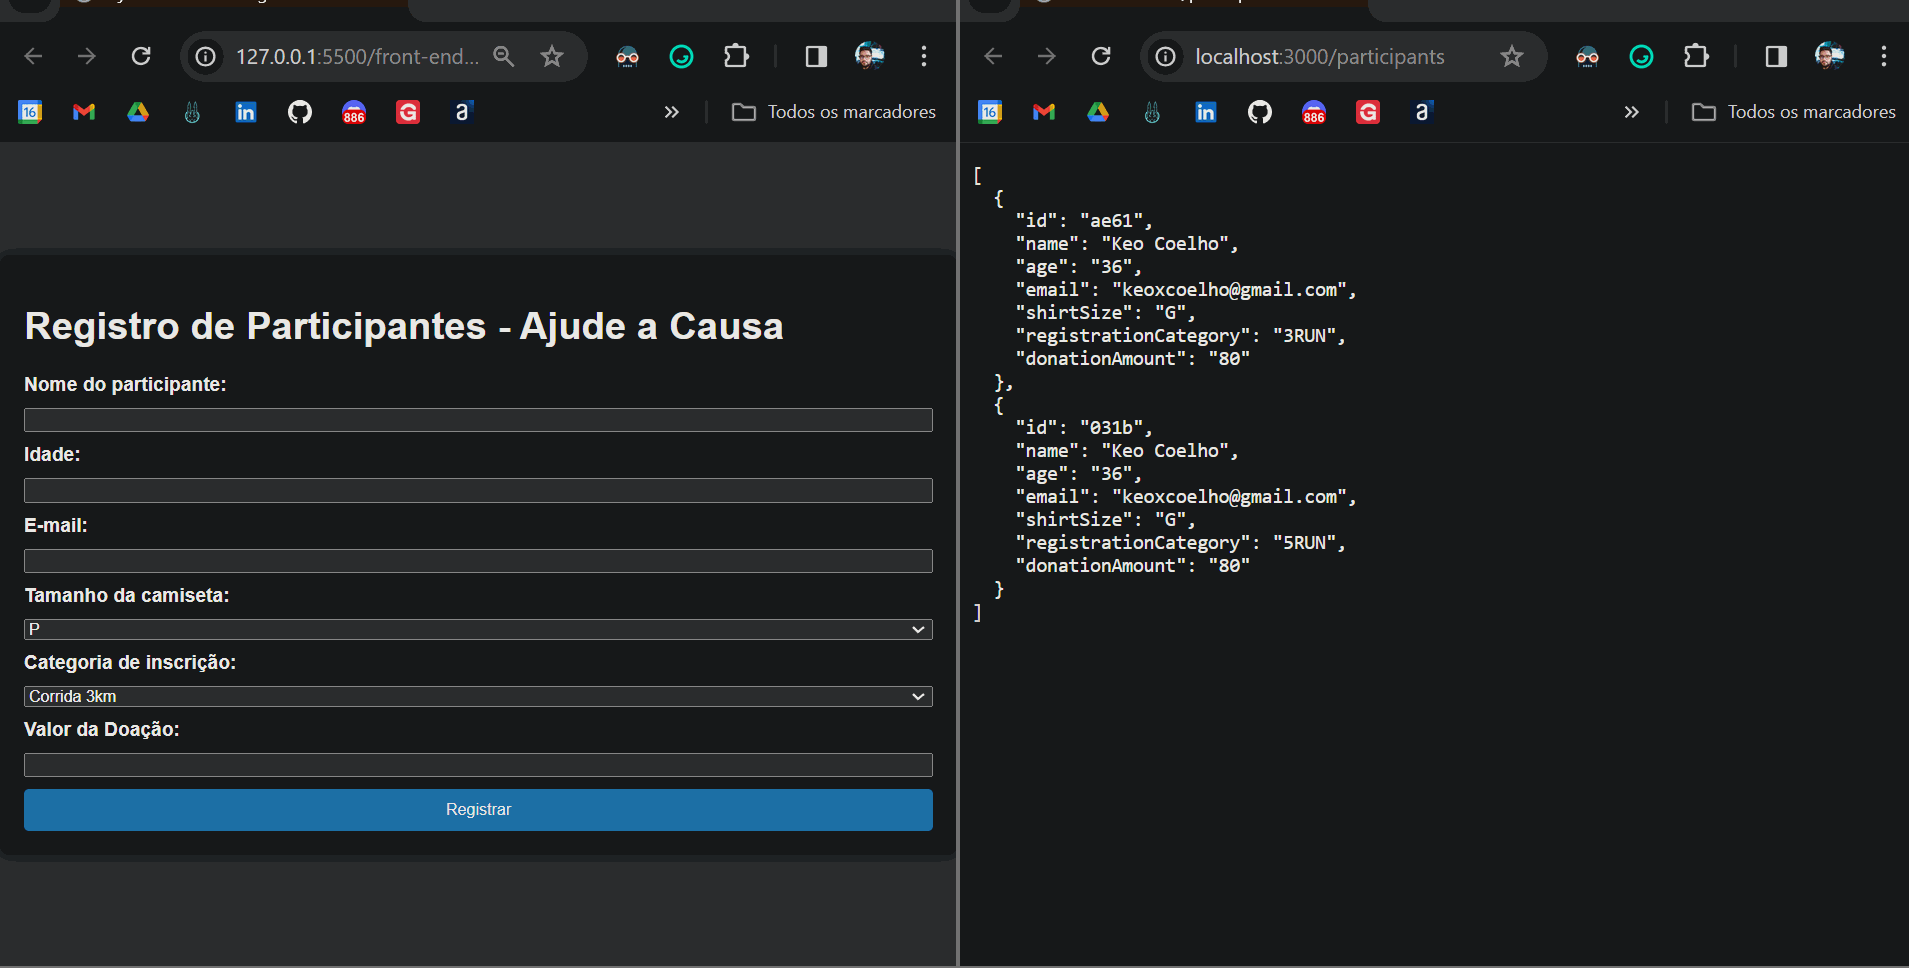 127.0.0.1:5500/front-end...
16
in
886
G
a
Todos os marcadores
Registro de Participantes - Ajude a Causa
Nome do participante:
Idade:
E-mail:
Tamanho da camiseta:
P
Categoria de inscrição:
Corrida 3km
Valor da Doação:
Registrar
localhost:3000/participants
16
in
886
G
a
Todos os marcadores
[
{
"id": "ae61",
"name": "Keo Coelho",
"age": "36",
"email": "keoxcoelho@gmail.com",
"shirtSize": "G",
"registrationCategory": "3RUN",
"donationAmount": "80"
},
{
"id": "031b",
"name": "Keo Coelho",
"age": "36",
"email": "keoxcoelho@gmail.com",
"shirtSize": "G",
"registrationCategory": "5RUN",
"donationAmount": "80"
}
]